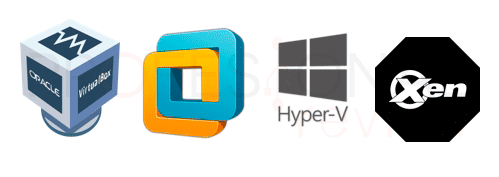 ORACLE
VirtualBox
Hyper-V
Xen